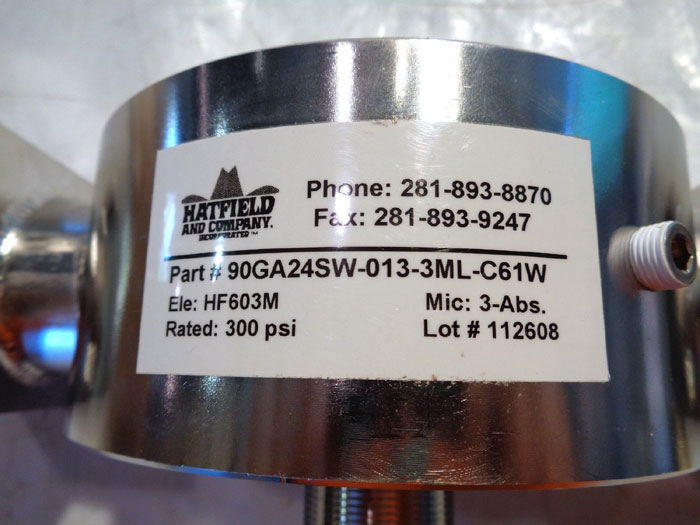 HATFIELD
AND COMPANY,
INCORPORATED™
Phone: 281-893-8870
Fax: 281-893-9247
Part # 90GA24SW-013-3ML-C61W
Ele: HF603M Mic: 3-Abs.
Rated: 300 psi Lot # 112608